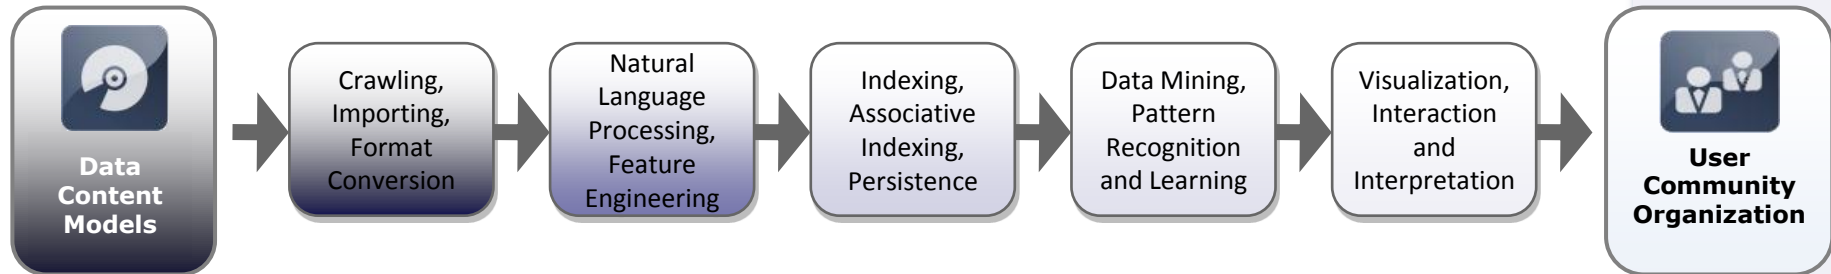 Data
Content
Models
Crawling,
Importing,
Format
Conversion
Natural
Language
Processing,
Feature
Engineering
Indexing,
Associative
Indexing,
Persistence
Data Mining,
Pattern
Recognition
and Learning
Visualization,
Interaction
and
Interpretation
User
Community
Organization